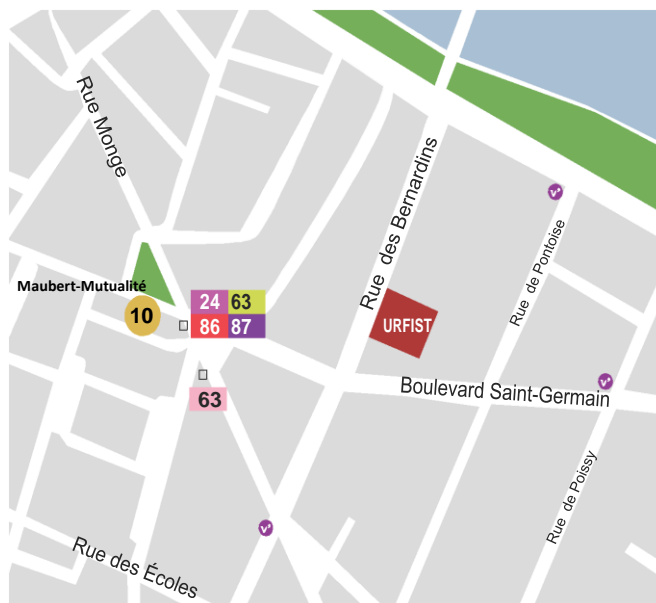 Rue Monge
Rue des Bernardins
Rue de Pontoise
Maubert-Mutualité
10
24 63
86 87
URFIST
Boulevard Saint-Germain
63
Rue de Poissy
Rue des Écoles